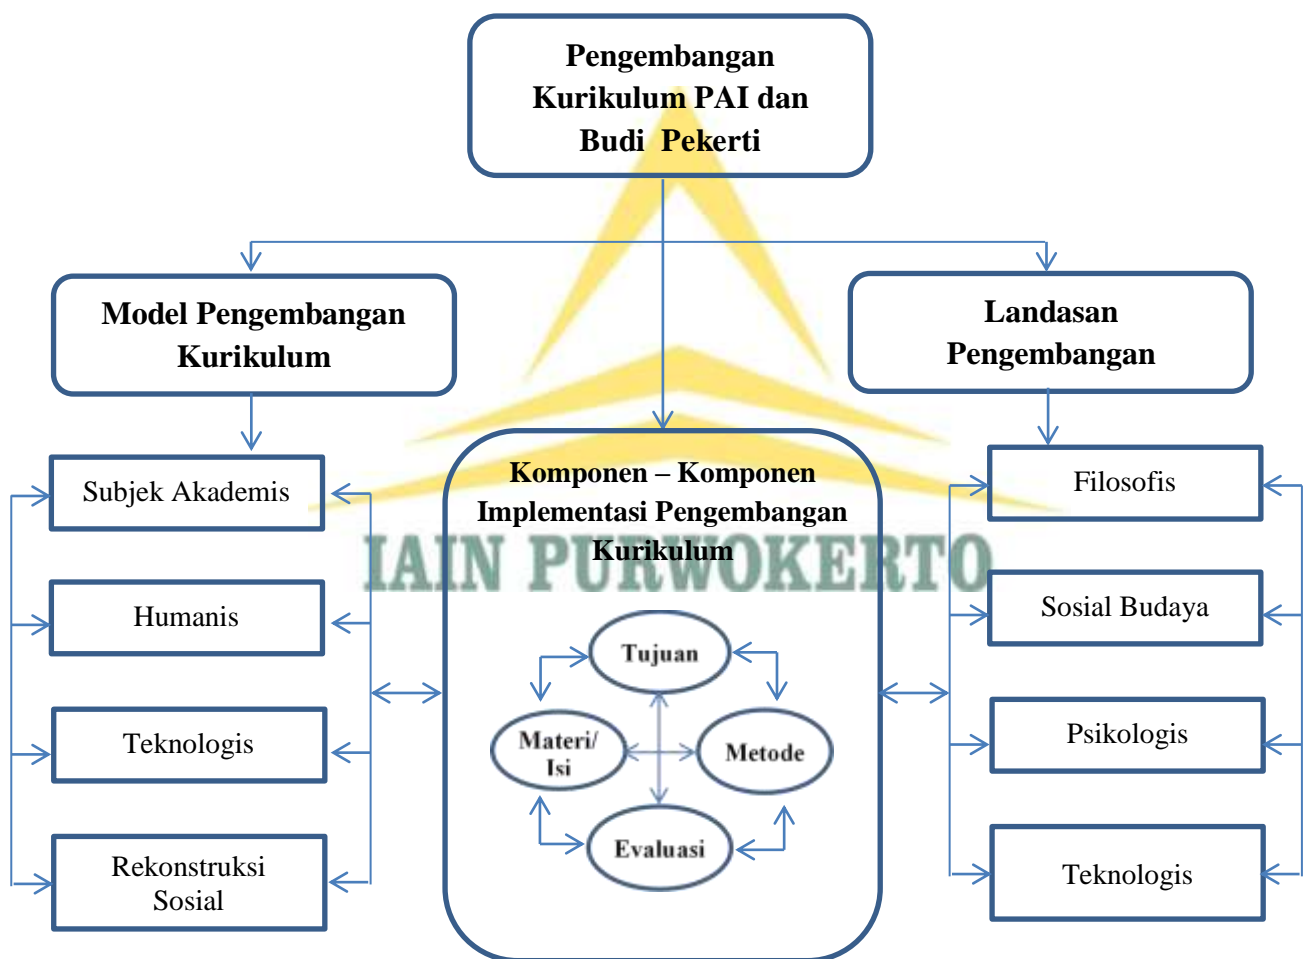 Pengembangan
Kurikulum PAI dan
Budi Pekerti
Model Pengembangan
Kurikulum
Landasan
Pengembangan
Subjek Akademis
Humanis
Teknologis
Rekonstruksi
Sosial
Komponen – Komponen
Implementasi Pengembangan
Kurikulum
IAIN PURWOKERTO
Tujuan
Materi/
Isi
Metode
Evaluasi
Filosofis
Sosial Budaya
Psikologis
Teknologis